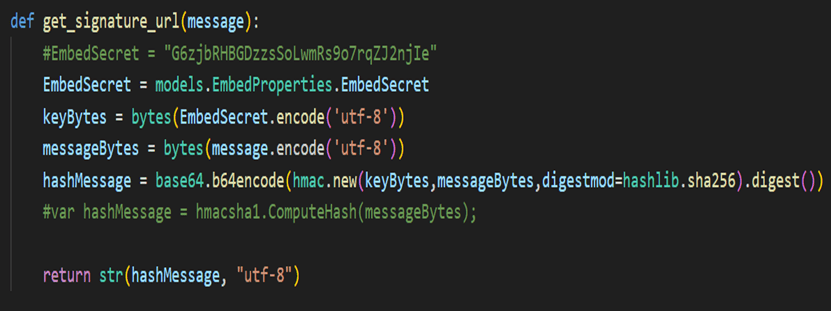 def get_signature_url(message):
#EmbedSecret = "G6zjbRHBGDzzsSoLwmRs9o7rqZJ2njIe"
EmbedSecret = models.EmbedProperties.EmbedSecret
keyBytes = bytes(EmbedSecret.encode('utf-8'))
messageBytes = bytes(message.encode('utf-8'))
hashMessage = base64.b64encode(hmac.new(keyBytes,messageBytes,digestmod=hashlib.sha256).digest())
#var hashMessage = hmacsha1.ComputeHash(messageBytes);
return str(hashMessage, "utf-8")